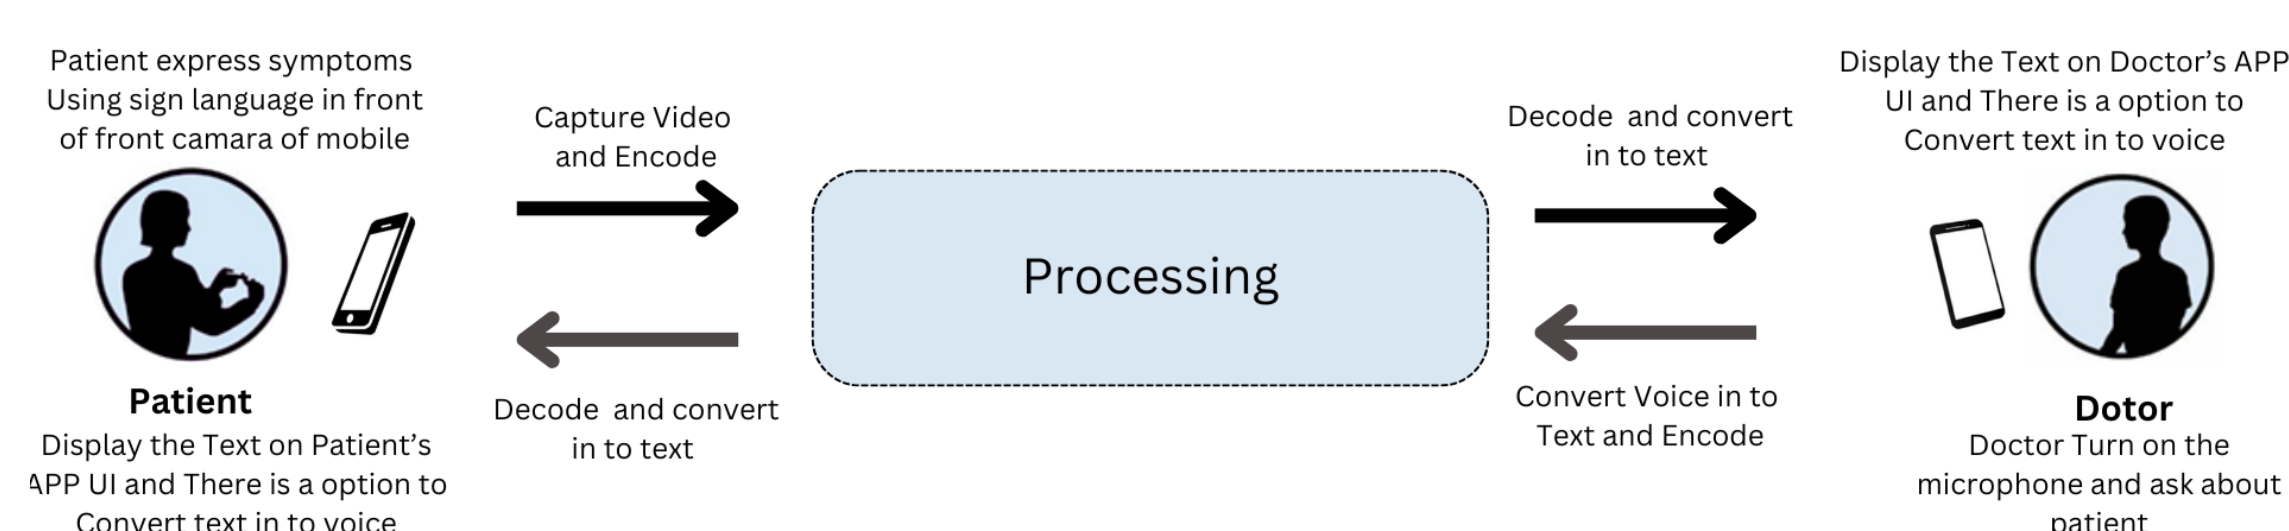 Patient express symptoms
Using sign language in front
of front camara of mobile
Capture Video
and Encode
Decode  and convert
in to text
Display the Text on Doctor’s APP
UI and There is a option to
Convert text in to voice
Processing
Patient
Display the Text on Patient’s
APP UI and There is a option to
Convert text in to voice
Decode  and convert
in to text
Convert Voice in to
Text and Encode
Dotor
Doctor Turn on the
microphone and ask about
patient